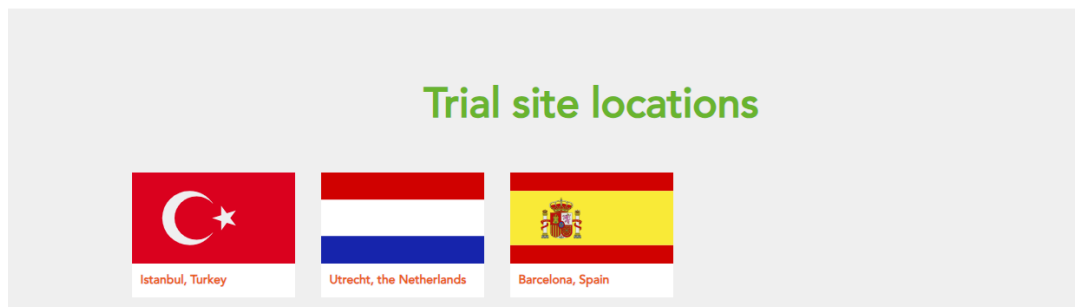 Trial site locations
Istanbul, Turkey
Utrecht, the Netherlands
Barcelona, Spain